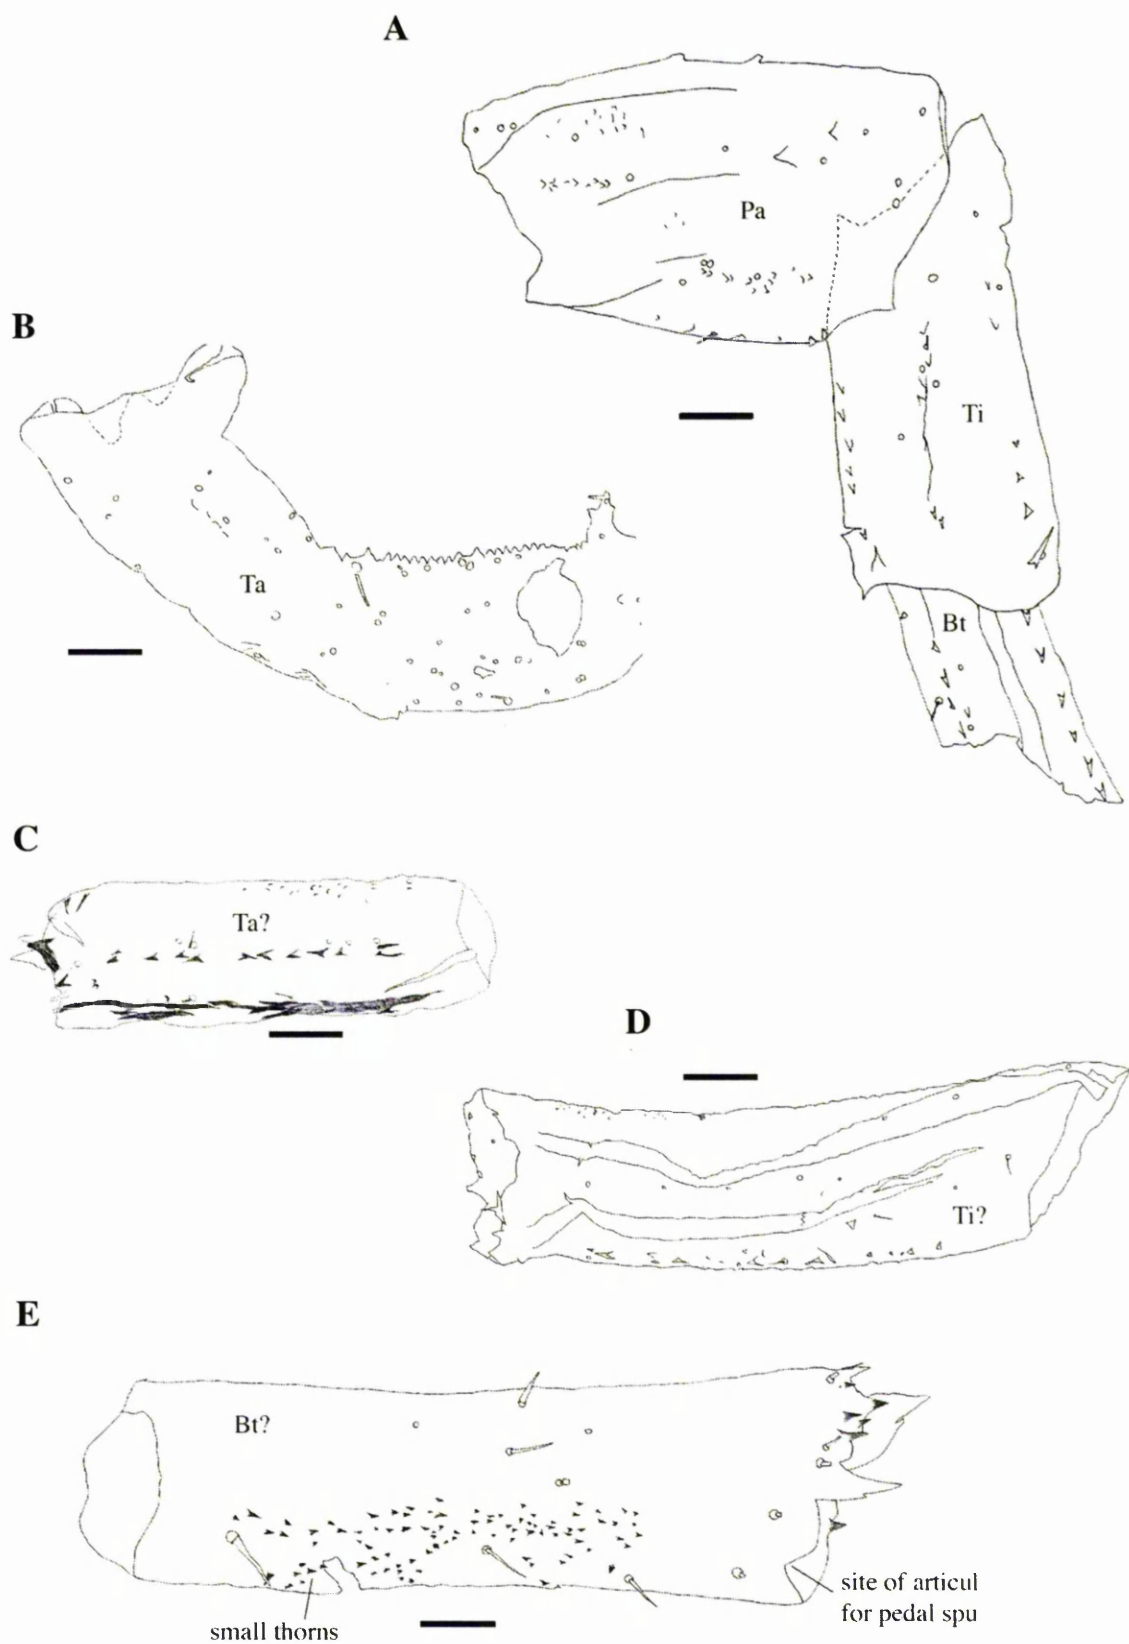 A
Pa
B
Ti
Ta
Bt
C
Ta?
D
Ti?
E
Bt?
site of articul
for pedal spu
small thorns